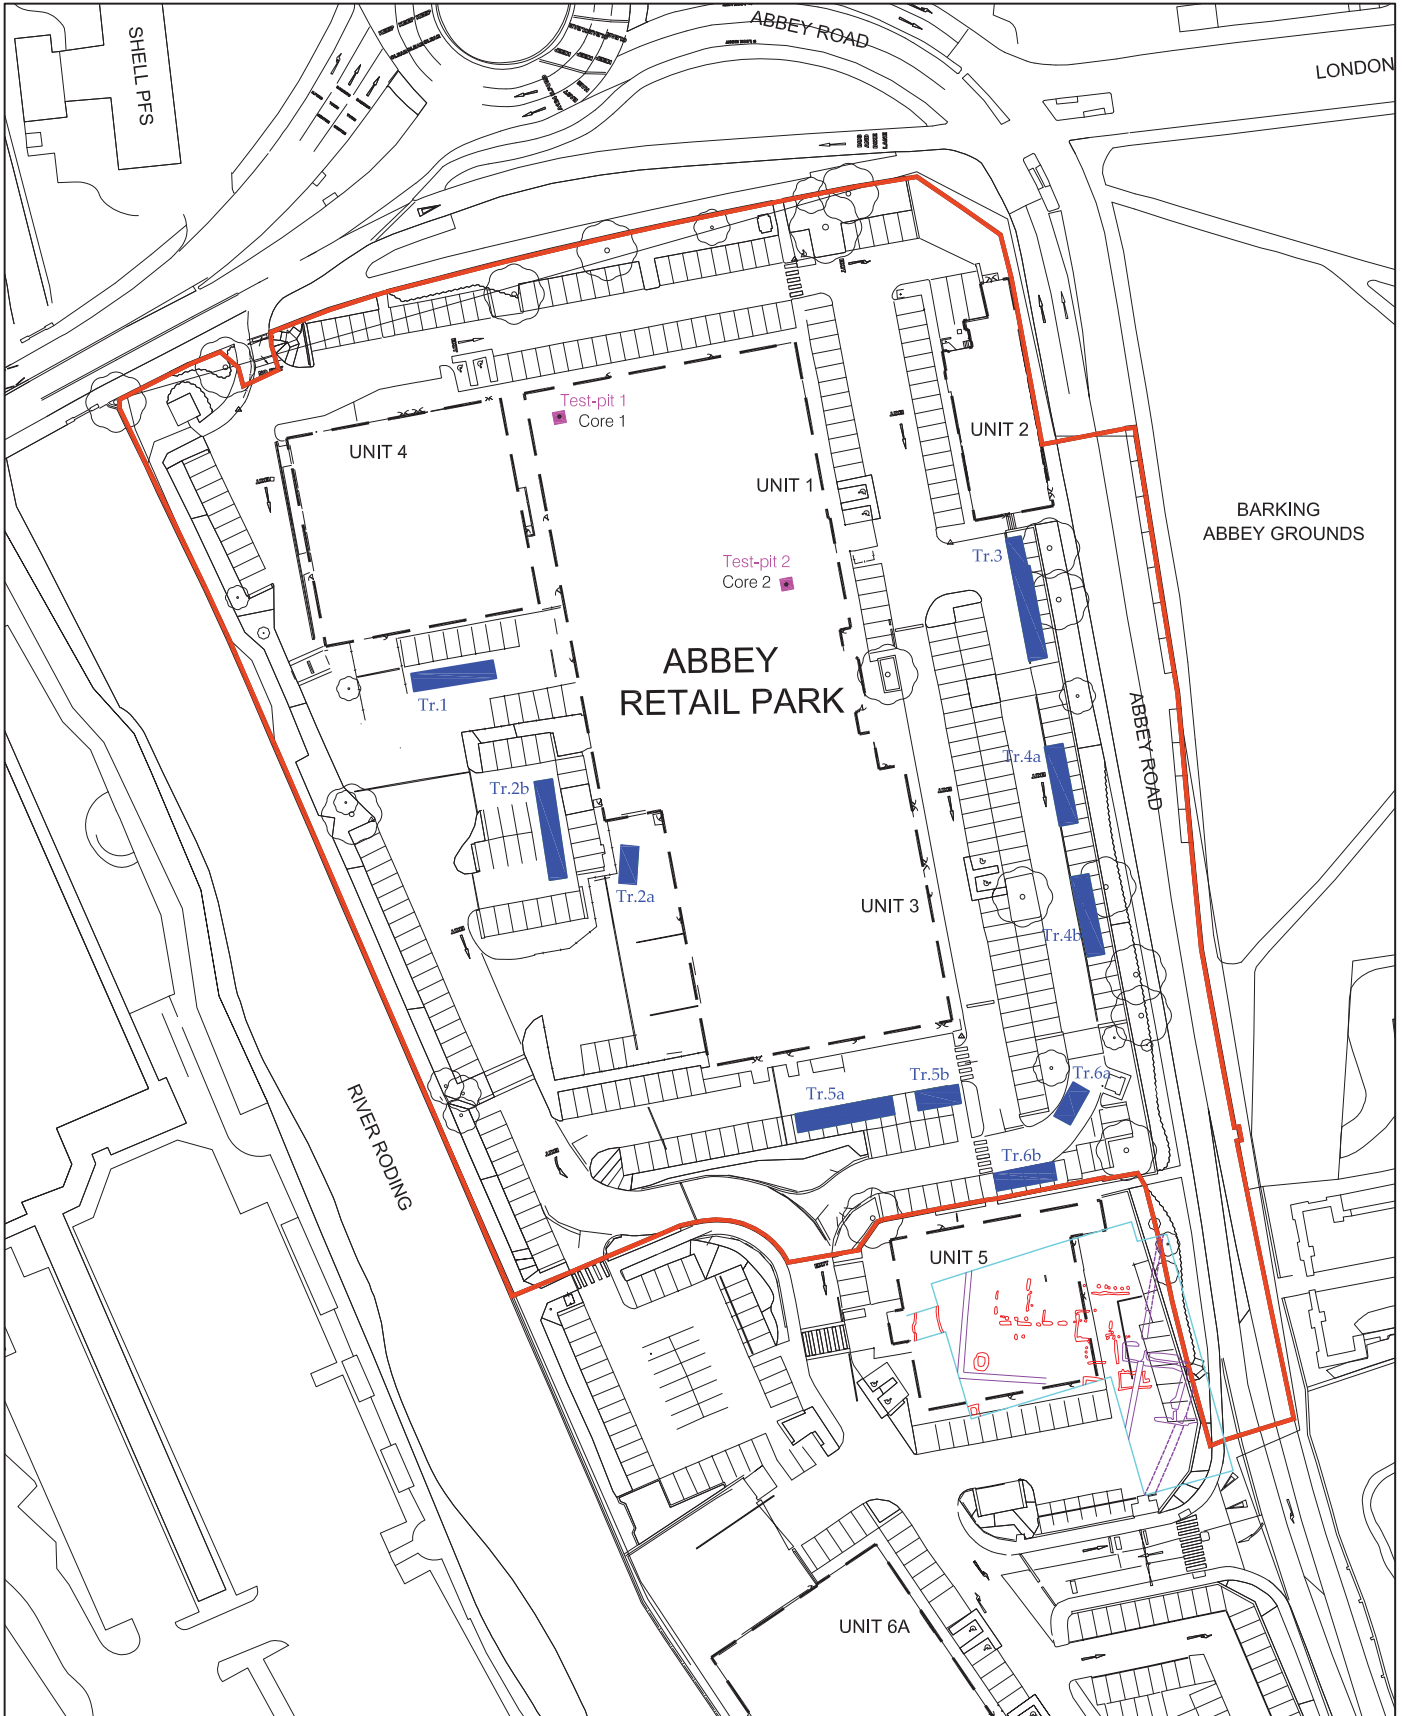 ABBEY ROAD
SHELL PFS
LONDON
Test-pit 1
Core 1
UNIT 4
UNIT 2
UNIT 1
BARKING
ABBEY GROUNDS
Tr.3
Test-pit 2
Core 2
ABBEY
RETAIL PARK
Tr.1
ABBEY ROAD
Tr.4a
Tr.2b
Tr.2a
UNIT 3
Tr.4b
RIVER RODING
Tr.5a
Tr.5b
Tr.6a
Tr.6b
UNIT 5
UNIT 6A